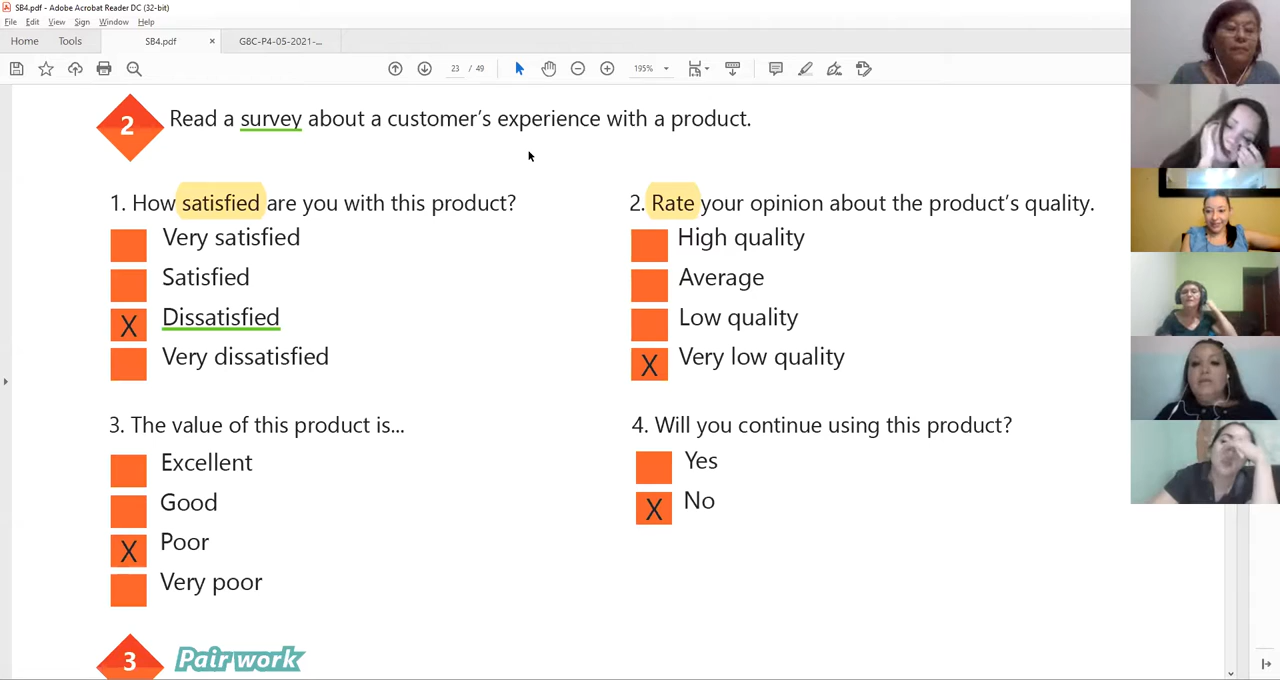 SB4.pdf - Adobe Acrobat Reader DC (32-bit)
File Edit View Sign Window Help
Home Tools SB4.pdf × GBC-P4-05-2021-...
23 / 49 195%
2 Read a survey about a customer's experience with a product.
1. How satisfied are you with this product?
Very satisfied
Satisfied
X Dissatisfied
Very dissatisfied
2. Rate your opinion about the product's quality.
High quality
Average
Low quality
X Very low quality
3. The value of this product is...
Excellent
Good
X Poor
Very poor
4. Will you continue using this product?
Yes
X No
3 Pair work